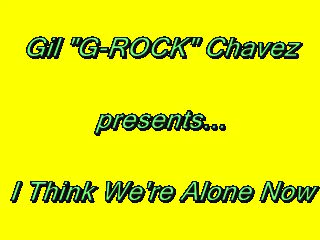 Gil "G-ROCK" Chavez
presents...
I Think We're Alone Now